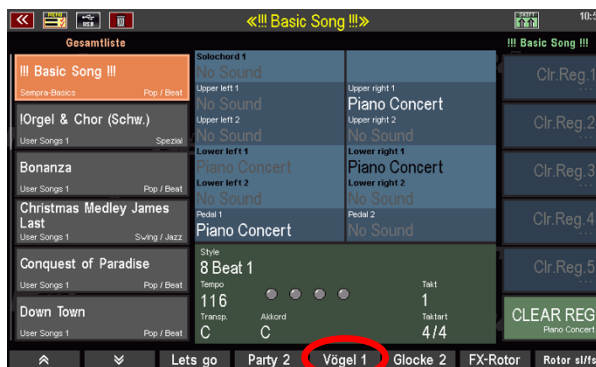 MENU
USB
«!!! Basic Song !!!»
SHIFT
Gesamtliste
!!! Basic Song !!!
!!! Basic Song !!!
Sempra-Basics Pop / Beat
!Orgel & Chor (Schw.)
User Songs 1 Spezial
Bonanza
User Songs 1 Pop / Beat
Christmas Medley James
Last
User Songs 1 Swing / Jazz
Conquest of Paradise
User Songs 1 Pop / Beat
Down Town
User Songs 1 Pop / Beat
Solochord 1
No Sound
Upper left 1 Upper right 1
No Sound Piano Concert
Upper left 2 Upper right 2
No Sound No Sound
Lower left 1 Lower right 1
Piano Concert Piano Concert
Lower left 2 Lower right 2
No Sound No Sound
Pedal 1 Pedal 2
Piano Concert No Sound
Style
8 Beat 1
Tempo Takt
116 1
Transp. Akkord Taktart
C C 4/4
Clr.Reg.1
---
Clr.Reg.2
---
Clr.Reg.3
---
Clr.Reg.4
---
Clr.Reg.5
---
CLEAR REG
Piano Concert
Lets go Party 2 Vögel 1 Glocke 2 FX-Rotor Rotor sl/fs